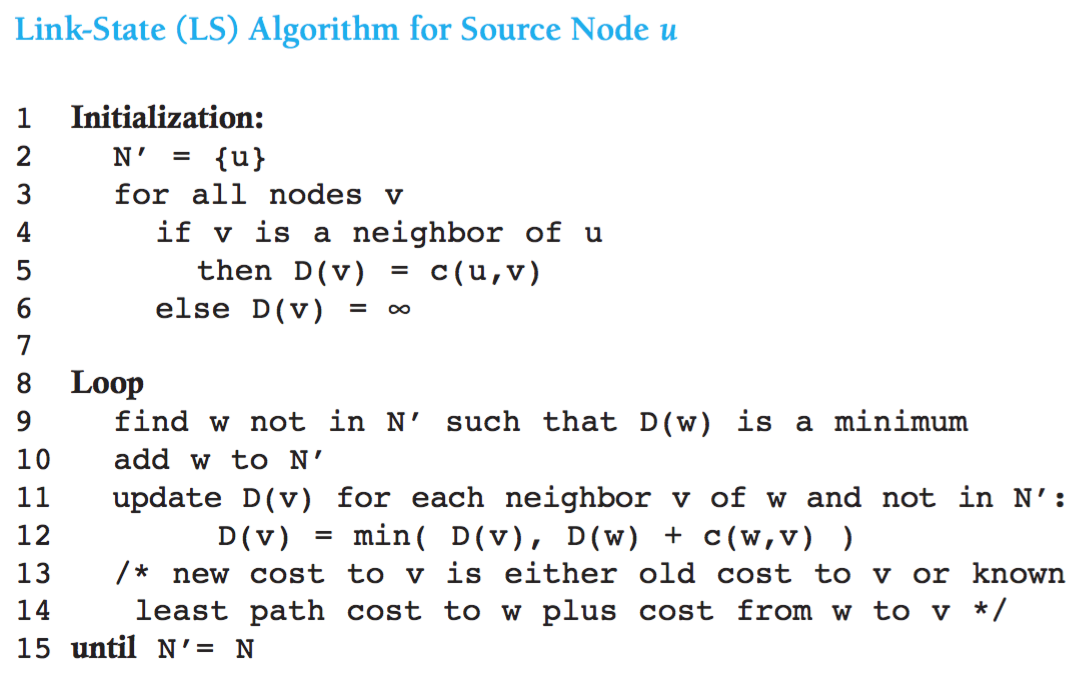 Link-State (LS) Algorithm for Source Node u
1 Initialization:
2 N′ = {u}
3 for all nodes v
4 if v is a neighbor of u
5 then D(v) = c(u,v)
6 else D(v) = ∞
7
8 Loop
9 find w not in N′ such that D(w) is a minimum
10 add w to N′
11 update D(v) for each neighbor v of w and not in N′:
12 D(v) = min( D(v), D(w) + c(w,v) )
13 /* new cost to v is either old cost to v or known
14 least path cost to w plus cost from w to v */
15 until N′= N